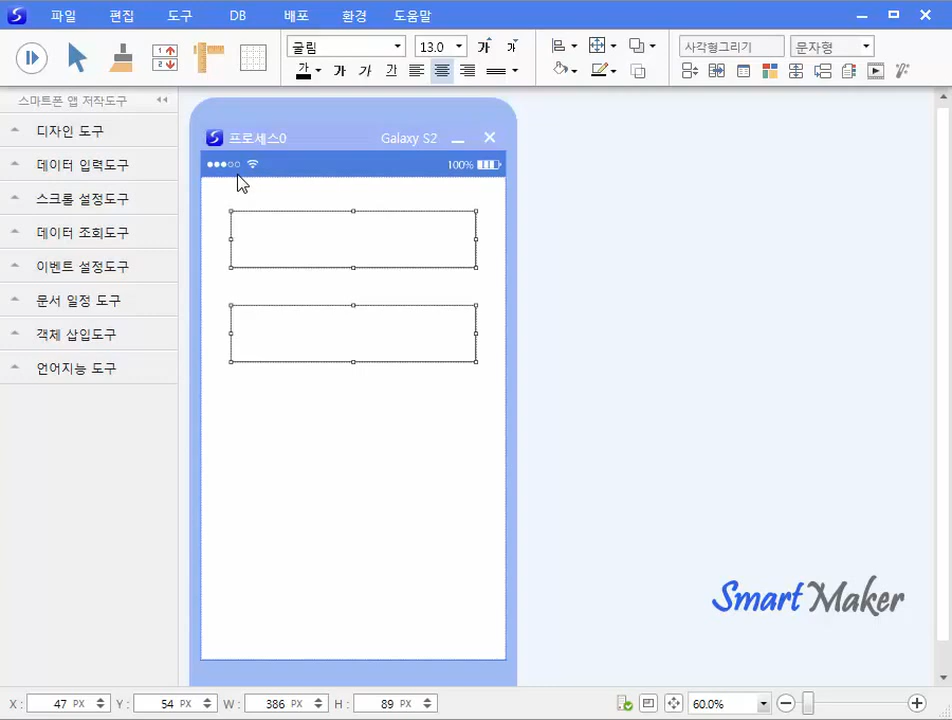 파일 편집 도구 DB 배포 환경 도움말
1 2 굴림 13.0 가 가 사각형그리기 문자형
가 가 가 가
스마트폰 앱 저작도구
디자인 도구
데이터 입력도구
스크롤 설정도구
데이터 조회도구
이벤트 설정도구
문서 일정 도구
객체 삽입도구
언어지능 도구
프로세스0 Galaxy S2
100%
Smart Maker
X : 47 PX Y : 54 PX W : 386 PX H : 89 PX 60.0%